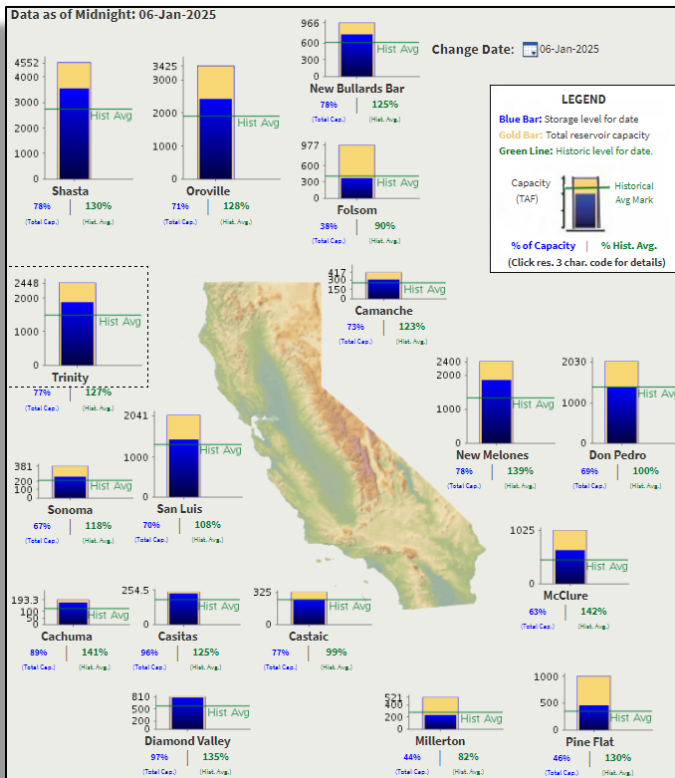 Data as of Midnight: 06-Jan-2025
Change Date: 06-Jan-2025
4552
4000
3000
2000
1000
0
Hist Avg
Shasta
78% | 130%
(Total Cap.) (Hist. Avg.)
3425
3000
2000
1000
0
Hist Avg
Oroville
71% | 128%
(Total Cap.) (Hist. Avg.)
966
600
300
0
Hist Avg
New Bullards Bar
78% | 125%
(Total Cap.) (Hist. Avg.)
977
600
300
0
Hist Avg
Folsom
38% | 90%
(Total Cap.) (Hist. Avg.)
LEGEND
Blue Bar: Storage level for date
Gold Bar: Total reservoir capacity
Green Line: Historic level for date.
Capacity
(TAF)
Historical
Avg Mark
% of Capacity | % Hist. Avg.
(Click res. 3 char. code for details)
2448
2000
1000
0
Hist Avg
Trinity
77% | 127%
(Total Cap.) (Hist. Avg.)
417
300
150
0
Hist Avg
Camanche
73% | 123%
(Total Cap.) (Hist. Avg.)
2400
2000
1000
0
Hist Avg
New Melones
78% | 139%
(Total Cap.) (Hist. Avg.)
2030
1000
0
Hist Avg
Don Pedro
69% | 100%
(Total Cap.) (Hist. Avg.)
381
200
100
0
Hist Avg
Sonoma
67% | 118%
(Total Cap.) (Hist. Avg.)
2041
1000
0
Hist Avg
San Luis
70% | 108%
(Total Cap.) (Hist. Avg.)
1025
0
Hist Avg
McClure
63% | 142%
(Total Cap.) (Hist. Avg.)
193.3
100
50
0
Hist Avg
Cachuma
89% | 141%
(Total Cap.) (Hist. Avg.)
254.5
0
Hist Avg
Casitas
96% | 125%
(Total Cap.) (Hist. Avg.)
325
0
Hist Avg
Castaic
77% | 99%
(Total Cap.) (Hist. Avg.)
810
500
200
0
Hist Avg
Diamond Valley
97% | 135%
(Total Cap.) (Hist. Avg.)
521
400
200
0
Hist Avg
Millerton
44% | 82%
(Total Cap.) (Hist. Avg.)
1000
500
0
Hist Avg
Pine Flat
46% | 130%
(Total Cap.) (Hist. Avg.)